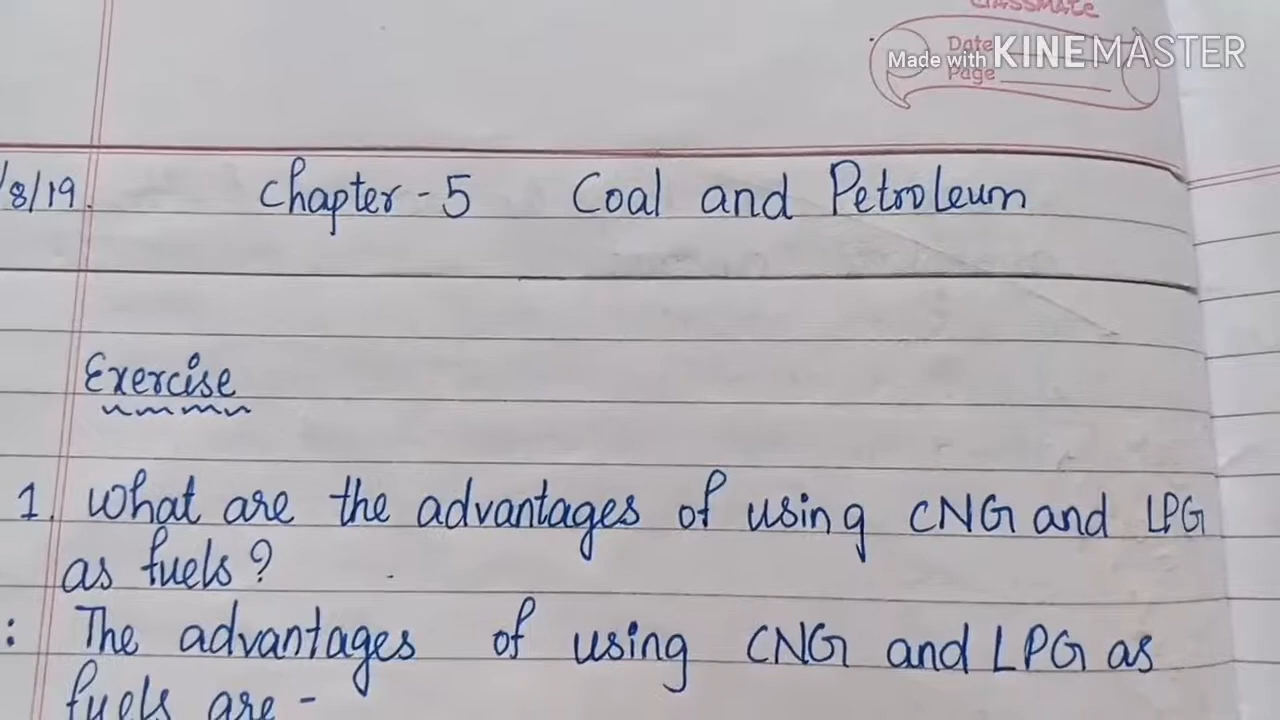 CLASSMATE
Date
Page
Made with KINEMASTER
/8/19. Chapter - 5 Coal and Petroleum
Exercise
1. What are the advantages of using CNG and LPG
as fuels?
: The advantages of using CNG and LPG as
fuels are -